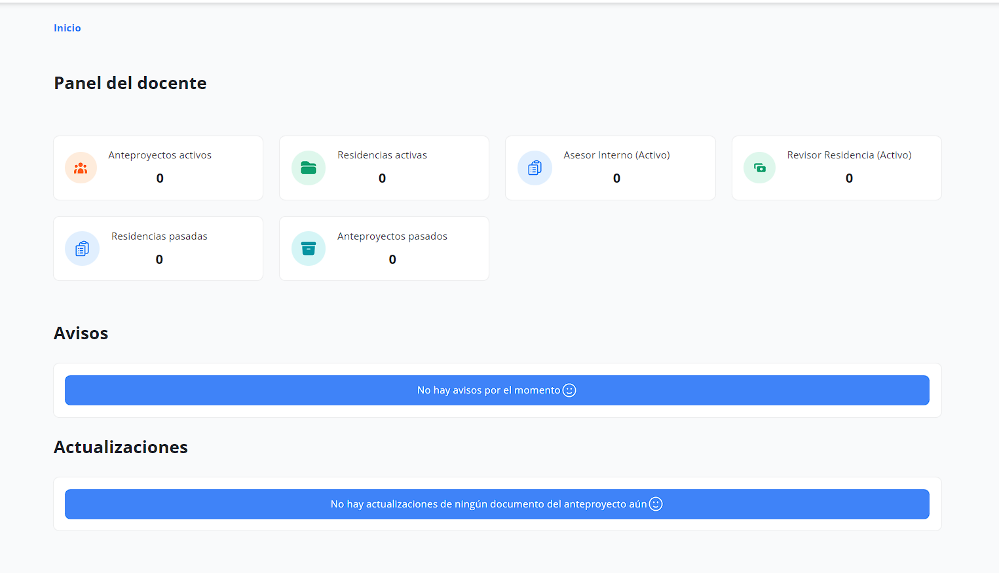 Inicio
Panel del docente
Anteproyectos activos
0
Residencias activas
0
Asesor Interno (Activo)
0
Revisor Residencia (Activo)
0
Residencias pasadas
0
Anteproyectos pasados
0
Avisos
No hay avisos por el momento
Actualizaciones
No hay actualizaciones de ningún documento del anteproyecto aún